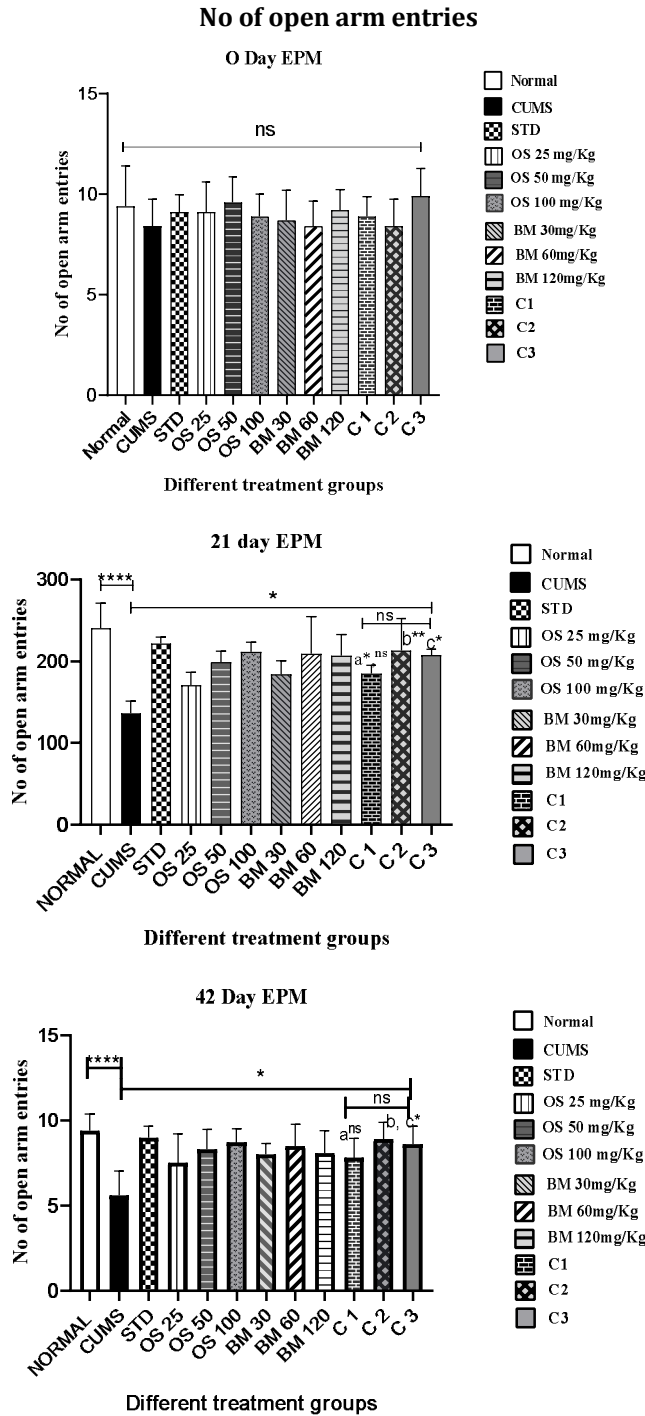 No of open arm entries
O Day EPM
No of open arm entries
15
10
5
0
ns
Normal
CUMS
STD
OS 25
OS 50
OS 100
BM 30
BM 60
BM 120
C 1
C 2
C 3
Different treatment groups
Normal
CUMS
STD
OS 25 mg/Kg
OS 50 mg/Kg
OS 100 mg/Kg
BM 30mg/Kg
BM 60mg/Kg
BM 120mg/Kg
C1
C2
C3
21 day EPM
No of open arm entries
300
200
100
0
****
*
ns
a* ns
b**
c*
NORMAL
CUMS
STD
OS 25
OS 50
OS 100
BM 30
BM 60
BM 120
C 1
C 2
C 3
Different treatment groups
Normal
CUMS
STD
OS 25 mg/Kg
OS 50 mg/Kg
OS 100 mg/Kg
BM 30mg/Kg
BM 60mg/Kg
BM 120mg/Kg
C1
C2
C3
42 Day EPM
No of open arm entries
15
10
5
0
****
*
ns
a ns
b, c*
NORMAL
CUMS
STD
OS 25
OS 50
OS 100
BM 30
BM 60
BM 120
C 1
C 2
C 3
Different treatment groups
Normal
CUMS
STD
OS 25 mg/Kg
OS 50 mg/Kg
OS 100 mg/Kg
BM 30mg/Kg
BM 60mg/Kg
BM 120mg/Kg
C1
C2
C3